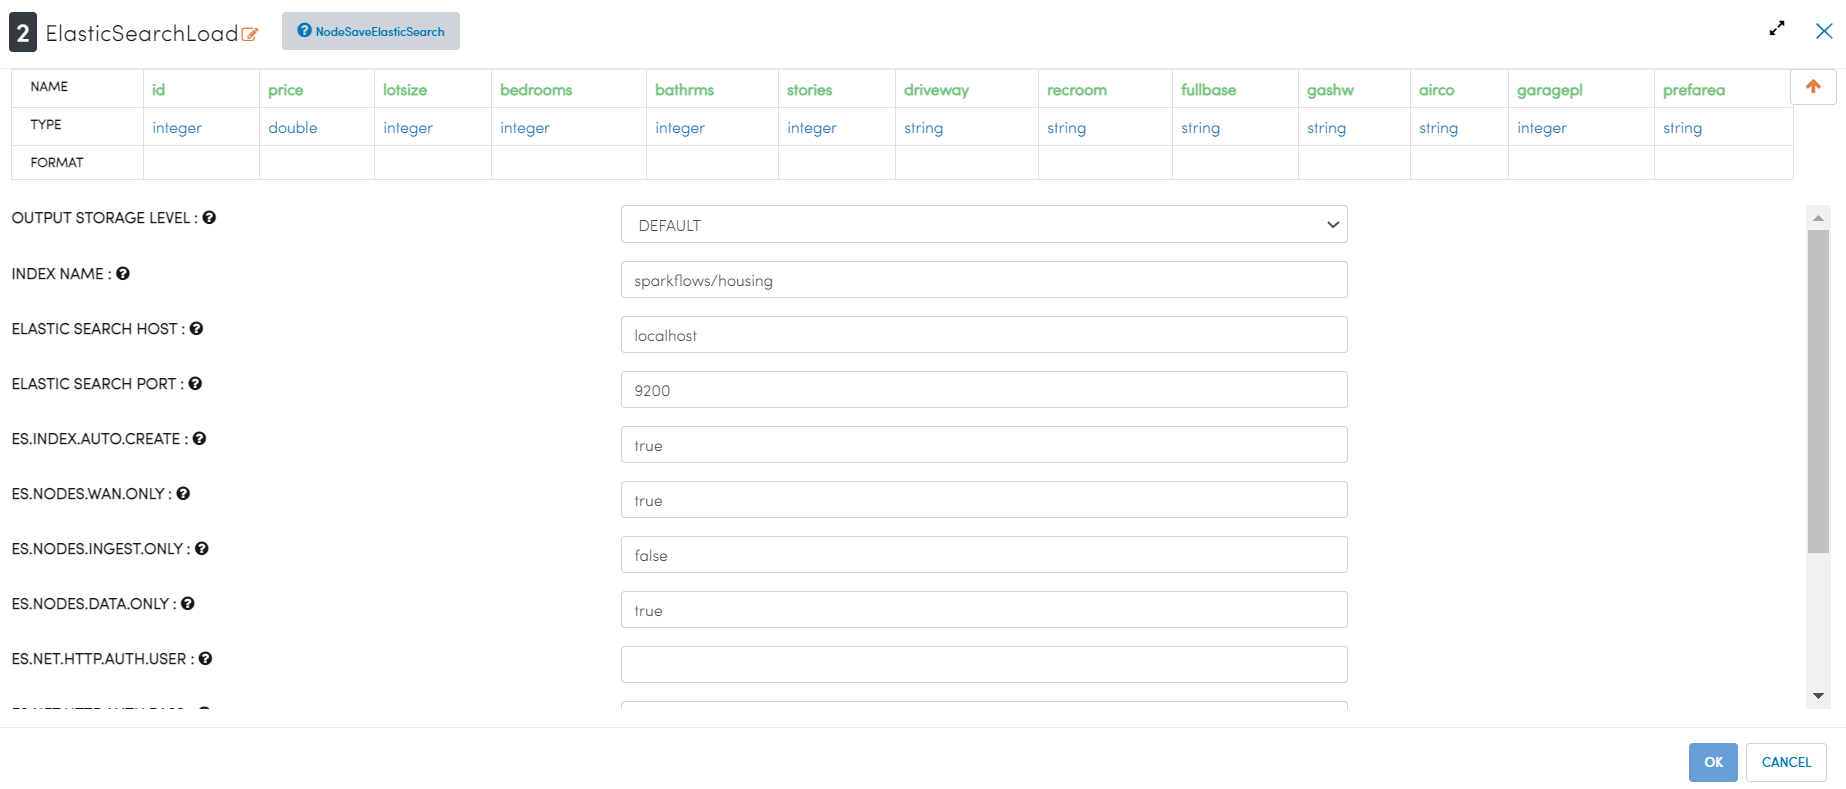 2 ElasticSearchLoad NodeSaveElasticSearch
NAME id price lotsize bedrooms bathrms stories driveway recroom fullbase gashw airco garagepl prefarea
TYPE integer double integer integer integer integer string string string string string integer string
FORMAT
OUTPUT STORAGE LEVEL : DEFAULT
INDEX NAME : sparkflows/housing
ELASTIC SEARCH HOST : localhost
ELASTIC SEARCH PORT : 9200
ES.INDEX.AUTO.CREATE : true
ES.NODES.WAN.ONLY : true
ES.NODES.INGEST.ONLY : false
ES.NODES.DATA.ONLY : true
ES.NET.HTTP.AUTH.USER :
OK CANCEL